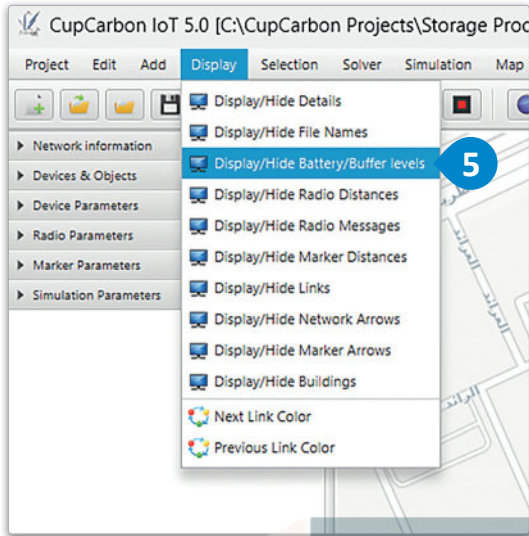 CupCarbon IoT 5.0 [C:\CupCarbon Projects\Storage Proc
Project Edit Add Display Selection Solver Simulation Map
Display/Hide Details
Display/Hide File Names
Display/Hide Battery/Buffer levels
5
Display/Hide Radio Distances
Display/Hide Radio Messages
Display/Hide Marker Distances
Display/Hide Links
Display/Hide Network Arrows
Display/Hide Marker Arrows
Display/Hide Buildings
Next Link Color
Previous Link Color
Network information
Devices & Objects
Device Parameters
Radio Parameters
Marker Parameters
Simulation Parameters
العرائد
العرائد